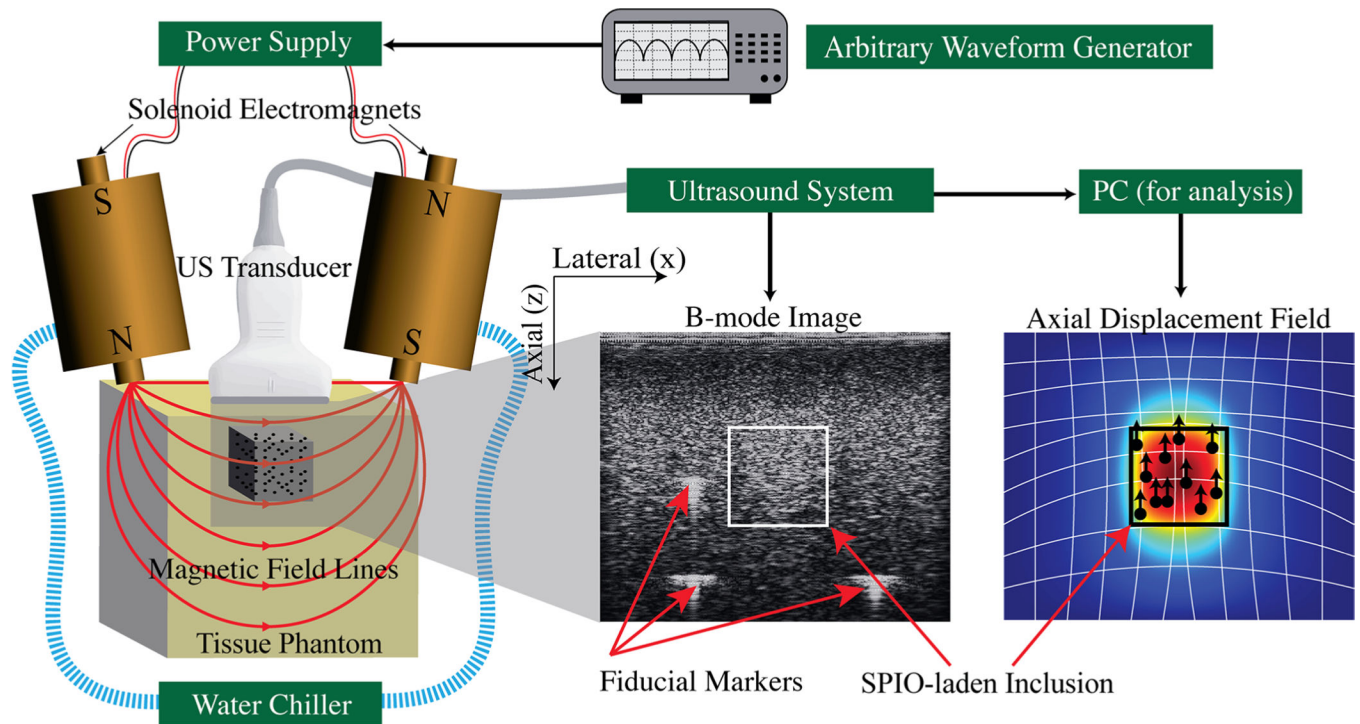 Power Supply
Arbitrary Waveform Generator
Solenoid Electromagnets
S
N
Ultrasound System
PC (for analysis)
US Transducer
Lateral (x)
Axial (z)
B-mode Image
Axial Displacement Field
N
S
Magnetic Field Lines
Tissue Phantom
Fiducial Markers
SPIO-laden Inclusion
Water Chiller